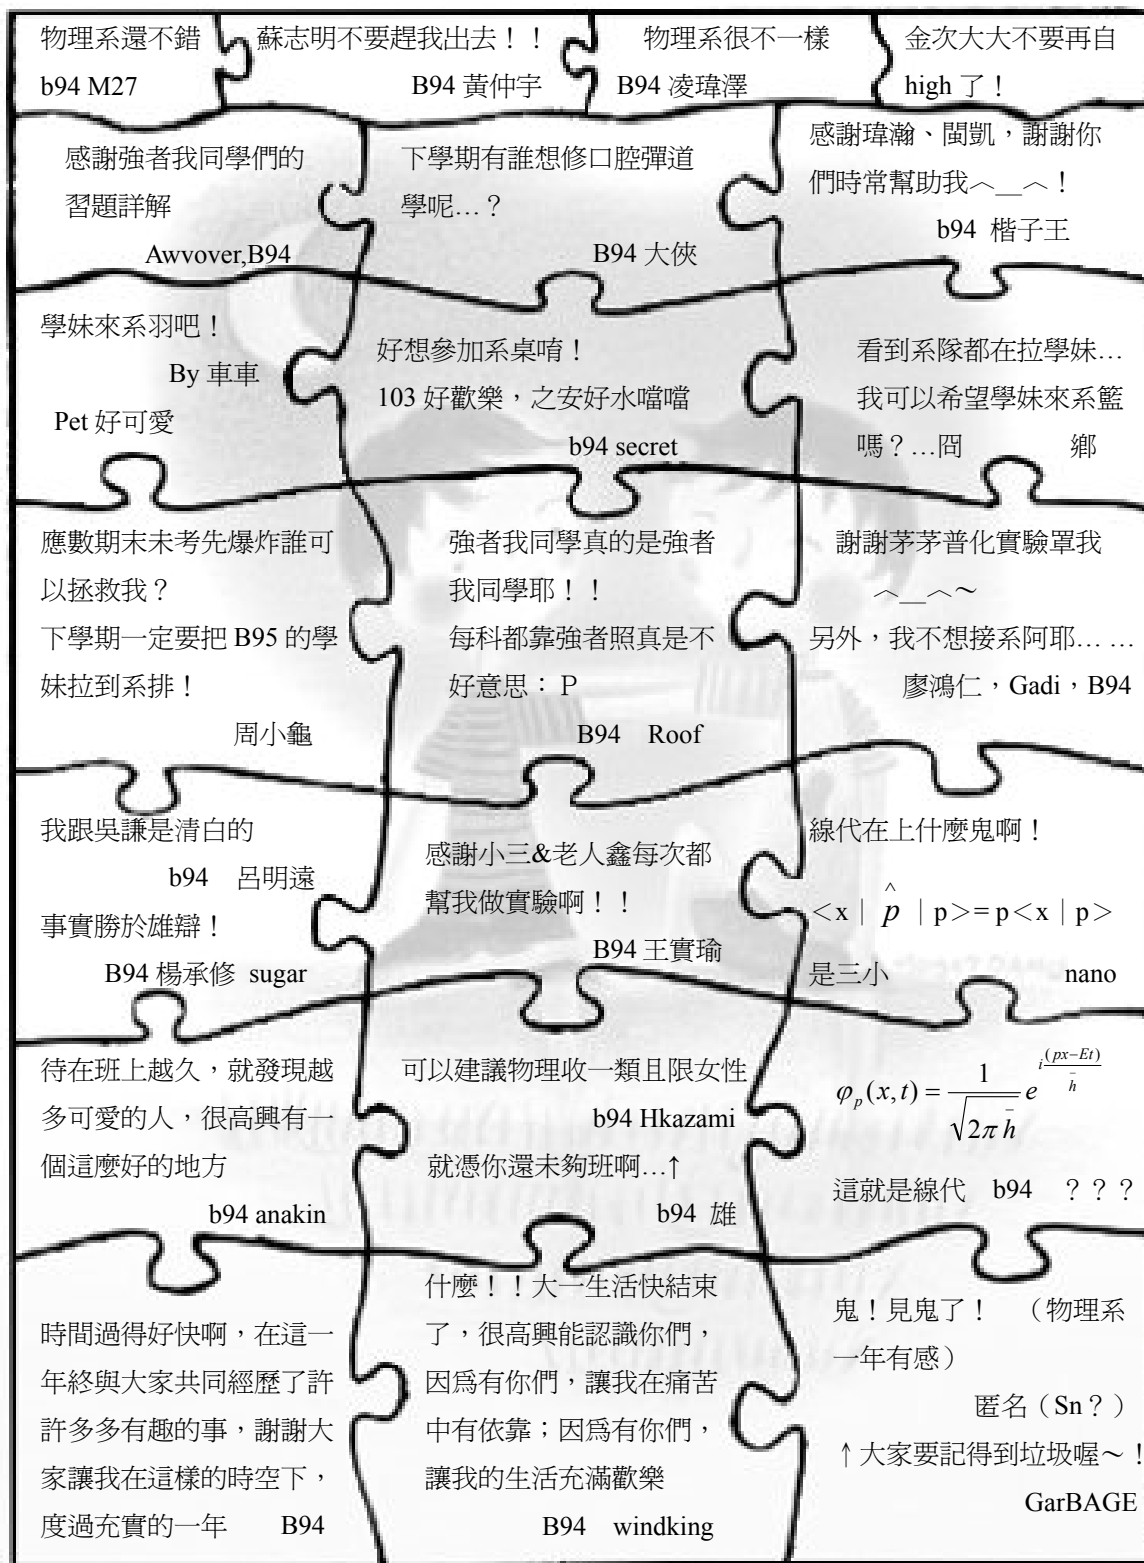 物理系還不錯
b94 M27
蘇志明不要趕我出去！！
B94 黃仲宇
物理系很不一樣
B94 凌瑋澤
金次大大不要再自
high 了！
感謝強者我同學們的
習題詳解
Awvover,B94
下學期有誰想修口腔彈道
學呢…？
B94 大俠
感謝瑋瀚、閩凱，謝謝你
們時常幫助我︿＿︿！
b94 楷子王
學妹來系羽吧！
By 車車
Pet 好可愛
好想參加系桌唷！
103 好歡樂，之安好水噹噹
b94 secret
看到系隊都在拉學妹…
我可以希望學妹來系籃
嗎？…冏 鄉
應數期末未考先爆炸誰可
以拯救我？
下學期一定要把 B95 的學
妹拉到系排！
周小龜
強者我同學真的是強者
我同學耶！！
每科都靠強者照真是不
好意思：P
B94 Roof
謝謝茅茅普化實驗罩我
︿＿︿～
另外，我不想接系阿耶……
廖鴻仁，Gadi，B94
我跟吳謙是清白的
b94 呂明遠
事實勝於雄辯！
B94 楊承修 sugar
感謝小三&老人鑫每次都
幫我做實驗啊！！
B94 王實瑜
線代在上什麼鬼啊！
＜x｜p̂｜p＞= p＜x｜p＞
是三小 nano
待在班上越久，就發現越
多可愛的人，很高興有一
個這麼好的地方
b94 anakin
可以建議物理收一類且限女性
b94 Hkazami
就憑你還未夠班啊…↑
b94 雄
φ_p(x,t) = 1/√(2π h̄) e^{i(px−Et)/h̄}
這就是線代 b94 ？？？
時間過得好快啊，在這一
年終與大家共同經歷了許
許多多有趣的事，謝謝大
家讓我在這樣的時空下，
度過充實的一年 B94
什麼！！大一生活快結束
了，很高興能認識你們，
因為有你們，讓我在痛苦
中有依靠；因為有你們，
讓我的生活充滿歡樂
B94 windking
鬼！見鬼了！ （物理系
一年有感）
匿名（Sn？）
↑大家要記得到垃圾喔～！
GarBAGE